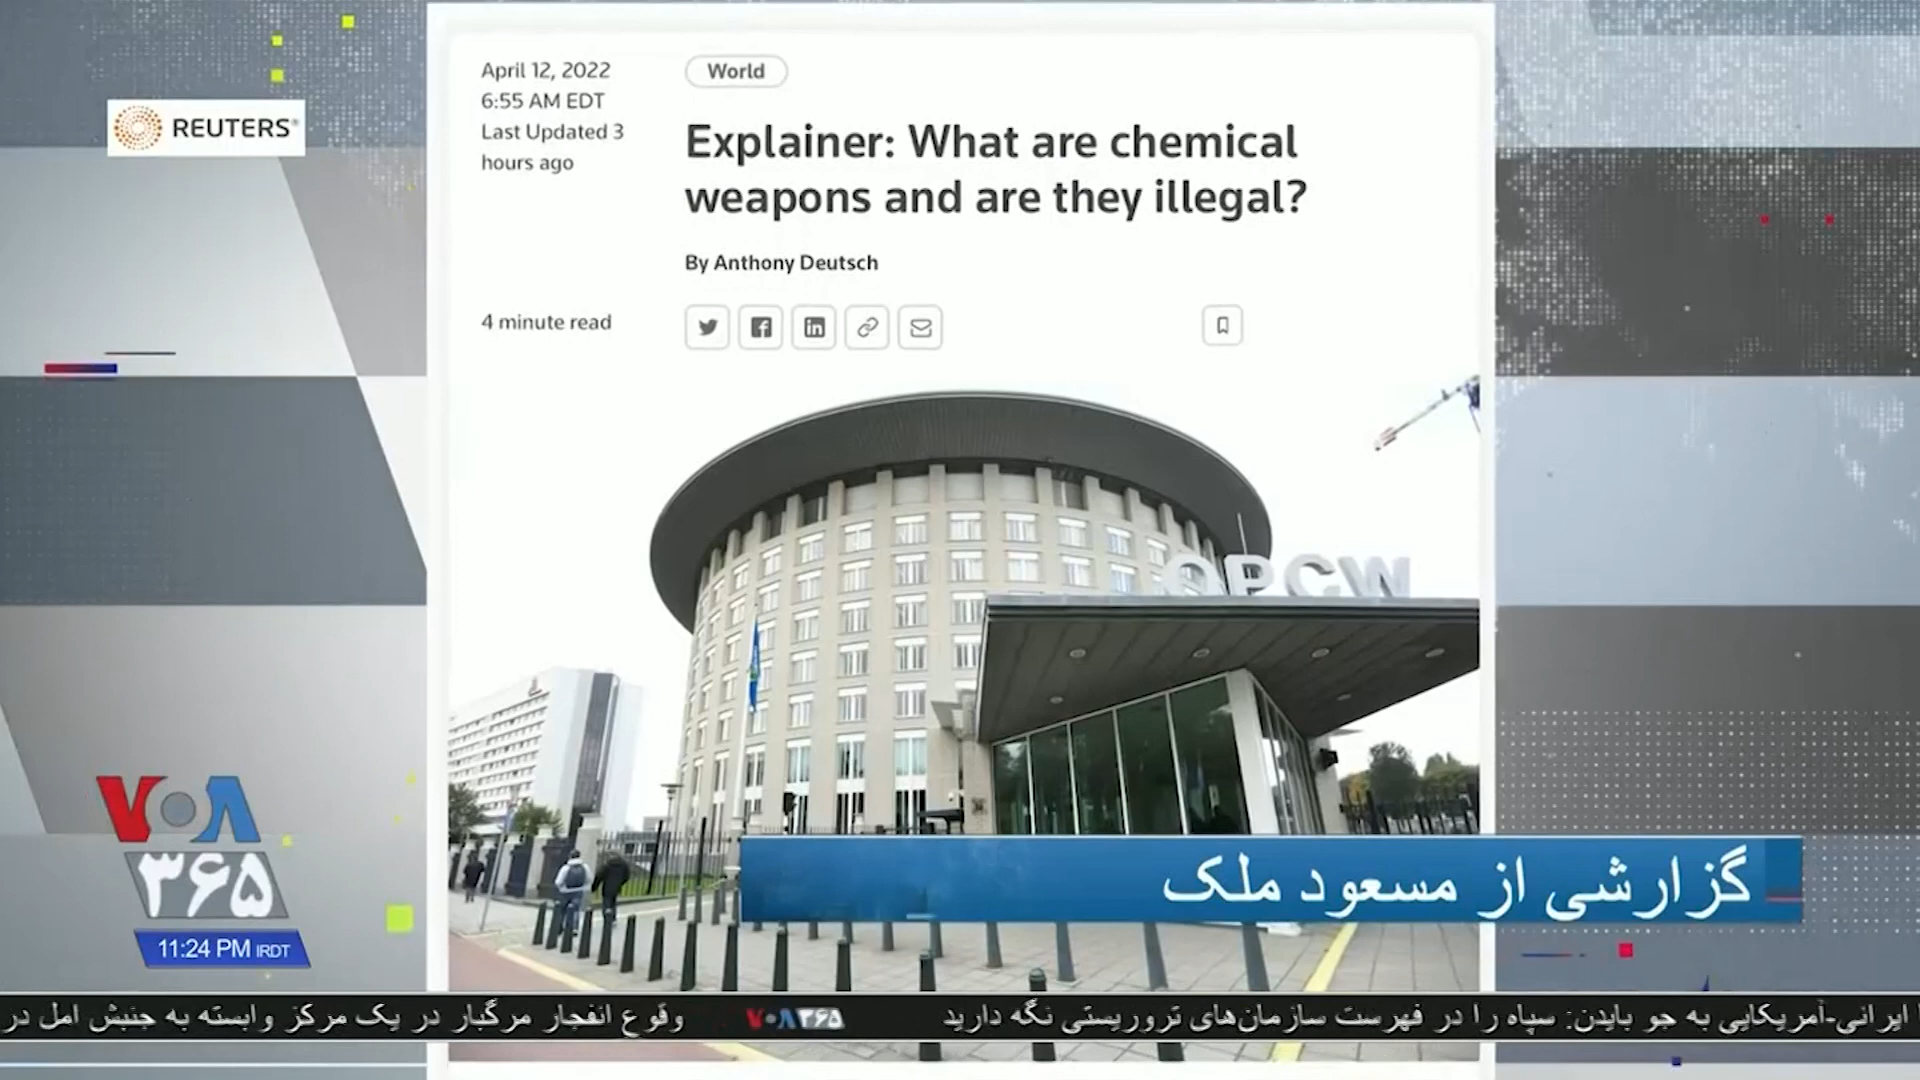 April 12, 2022
6:55 AM EDT
Last Updated 3
hours ago
REUTERS
World
Explainer: What are chemical
weapons and are they illegal?
By Anthony Deutsch
4 minute read
OPCW
گزارشی از مسعود ملک
VOA
۳۶۵
11:24 PM IRDT
ایرانی-آمریکایی به جو بایدن: سپاه را در فهرست سازمان‌های تروریستی نگه دارید VOA۳۶۵ وقوع انفجار مرگبار در یک مرکز وابسته به جنبش امل در